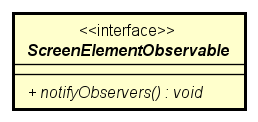 <<interface>>
ScreenElementObservable
+ notifyObservers() : void